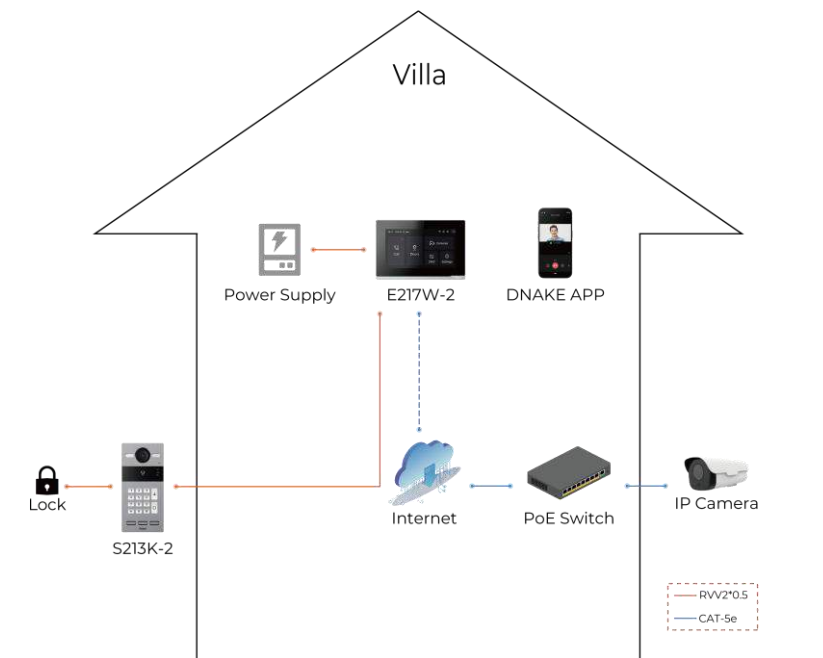 Villa
Power Supply
E217W-2
DNAKE APP
Lock
S213K-2
Internet
PoE Switch
IP Camera
RVV2*0.5
CAT-5e